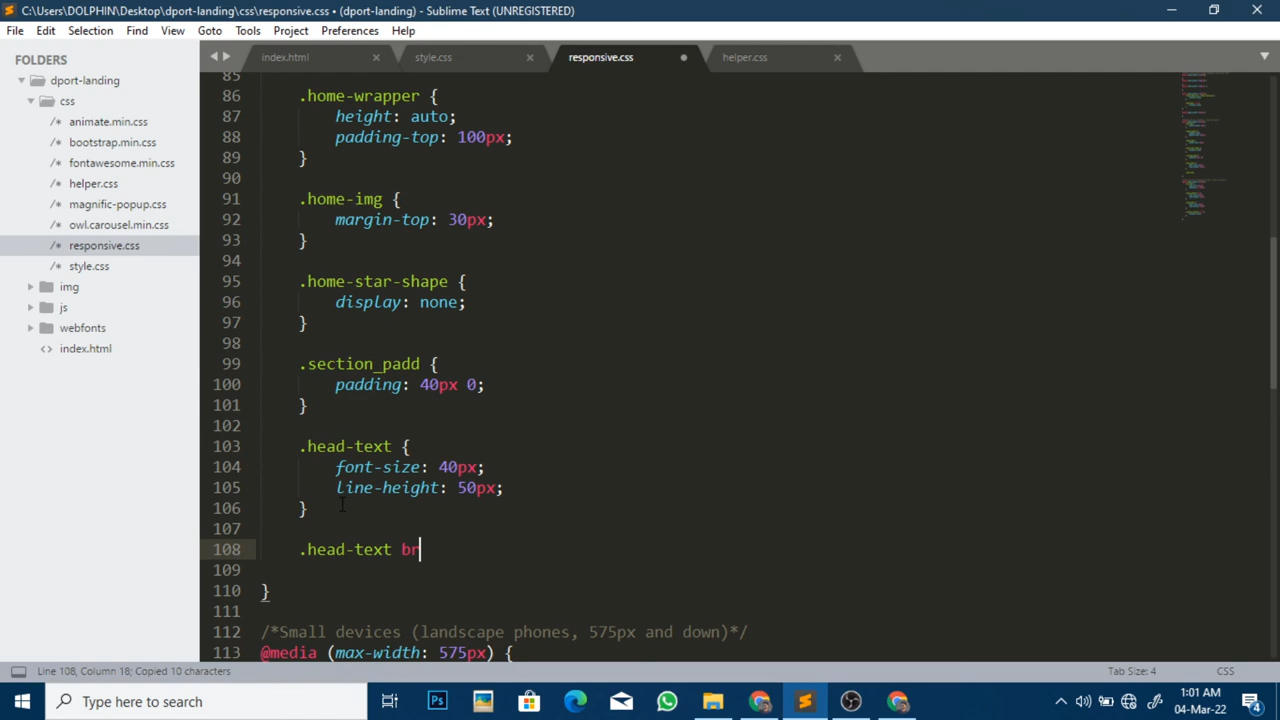 C:\Users\DOLPHIN\Desktop\dport-landing\css\responsive.css • (dport-landing) - Sublime Text (UNREGISTERED)
File Edit Selection Find View Goto Tools Project Preferences Help
FOLDERS
dport-landing
css
/* animate.min.css
/* bootstrap.min.css
/* fontawesome.min.css
/* helper.css
/* magnific-popup.css
/* owl.carousel.min.css
/* responsive.css
/* style.css
img
js
webfonts
<> index.html
index.html × style.css × responsive.css helper.css ×
85
86 .home-wrapper {
87 height: auto;
88 padding-top: 100px;
89 }
90
91 .home-img {
92 margin-top: 30px;
93 }
94
95 .home-star-shape {
96 display: none;
97 }
98
99 .section_padd {
100 padding: 40px 0;
101 }
102
103 .head-text {
104 font-size: 40px;
105 line-height: 50px;
106 }
107
108 .head-text br
109
110 }
111
112 /*Small devices (landscape phones, 575px and down)*/
113 @media (max-width: 575px) {
Line 108, Column 18; Copied 10 characters Tab Size: 4 CSS
Type here to search
Ps
1:01 AM
04-Mar-22
4